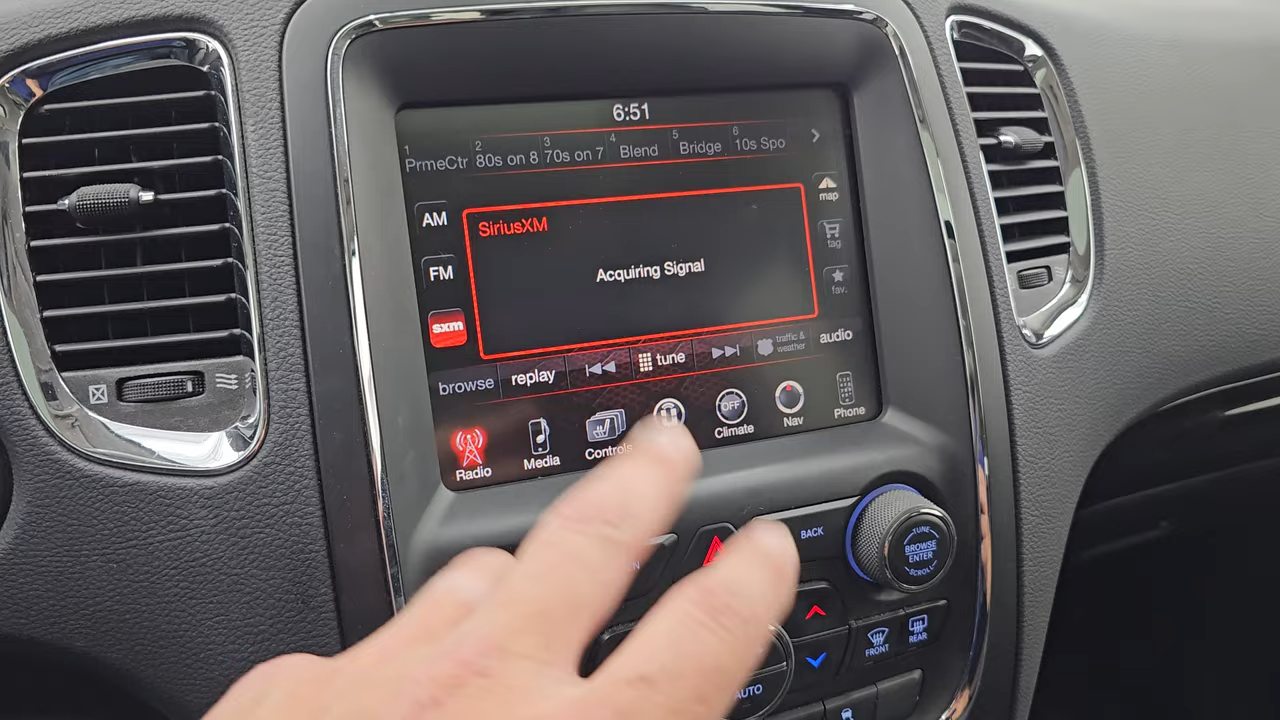 6:51
1 PrmeCtr
2 80s on 8
3 70s on 7
4 Blend
5 Bridge
6 10s Spo
AM
FM
sxm
SiriusXM
Acquiring Signal
map
tag
fav.
browse
replay
tune
traffic & weather
audio
Radio
Media
Controls
OFF
Climate
Nav
Phone
BACK
TUNE
BROWSE
ENTER
SCROLL
FRONT
REAR
AUTO